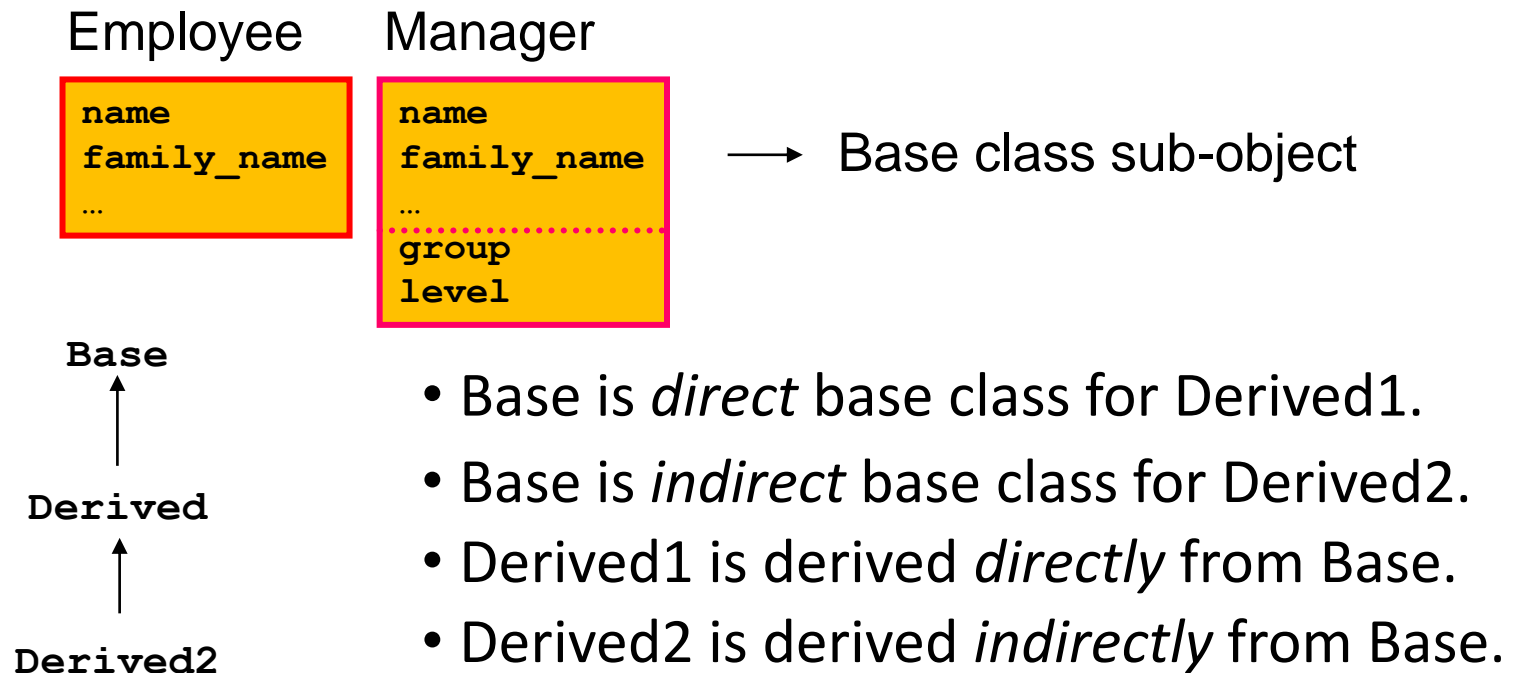 Employee
Manager
name
family_name
…
name
family_name
…
group
level
Base class sub-object
Base
Derived
Derived2
• Base is direct base class for Derived1.
• Base is indirect base class for Derived2.
• Derived1 is derived directly from Base.
• Derived2 is derived indirectly from Base.